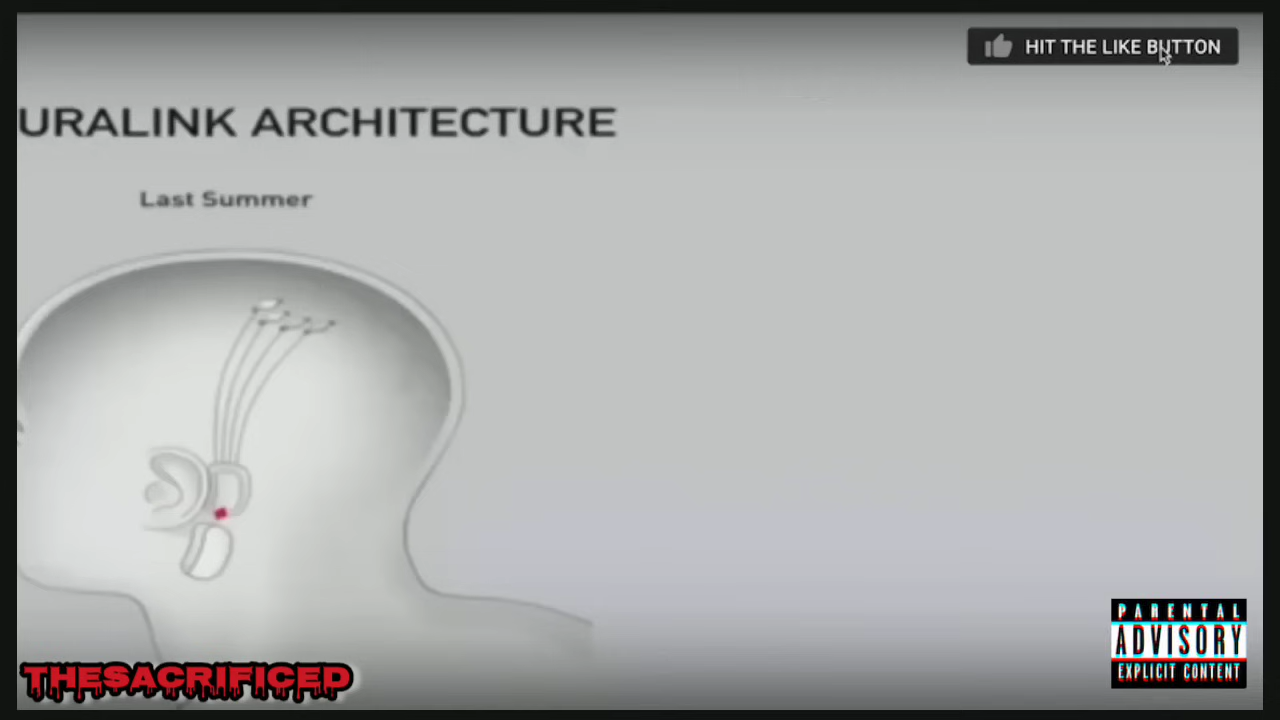 HIT THE LIKE BUTTON
URALINK ARCHITECTURE
Last Summer
PARENTAL
ADVISORY
EXPLICIT CONTENT
THESACRIFICED